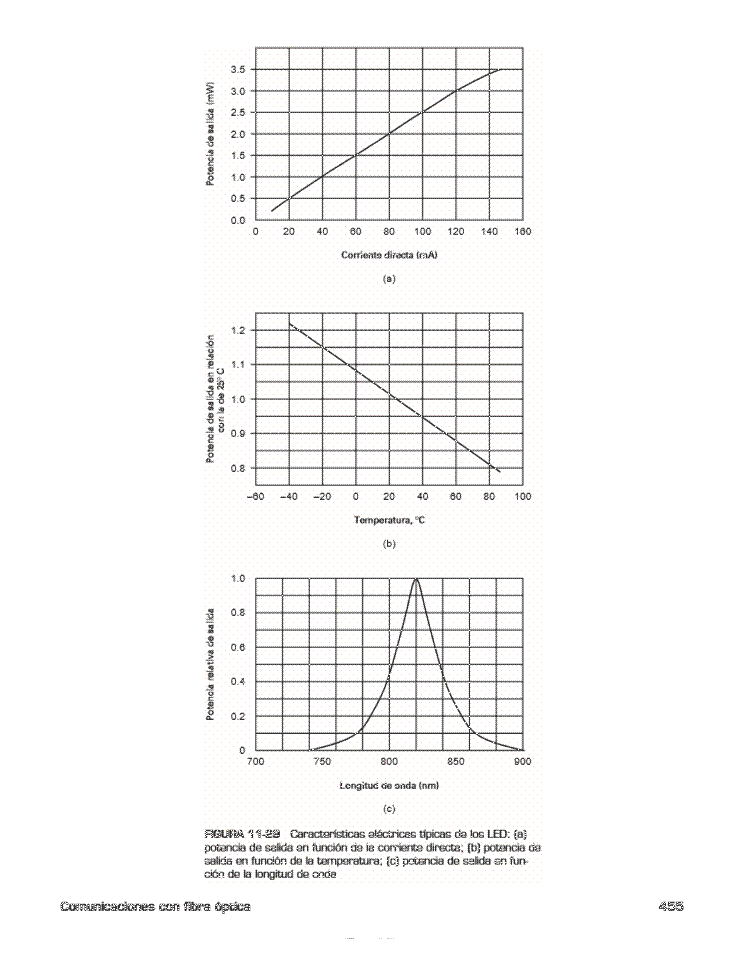 Potencia de salida (mW)
3.5
3.0
2.5
2.0
1.5
1.0
0.5
0.0
0 20 40 60 80 100 120 140 160
Corriente directa (mA)
(a)
Potencia de salida en relación
con la de 25° C
1.2
1.1
1.0
0.9
0.8
−60 −40 −20 0 20 40 60 80 100
Temperatura, °C
(b)
Potencia relativa de salida
1.0
0.8
0.6
0.4
0.2
0
700 750 800 850 900
Longitud de onda (nm)
(c)
FIGURA 11-29 Características eléctricas típicas de los LED: (a)
potencia de salida en función de la corriente directa; (b) potencia de
salida en función de la temperatura; (c) potencia de salida en fun-
ción de la longitud de onda
Comunicaciones con fibra óptica 455